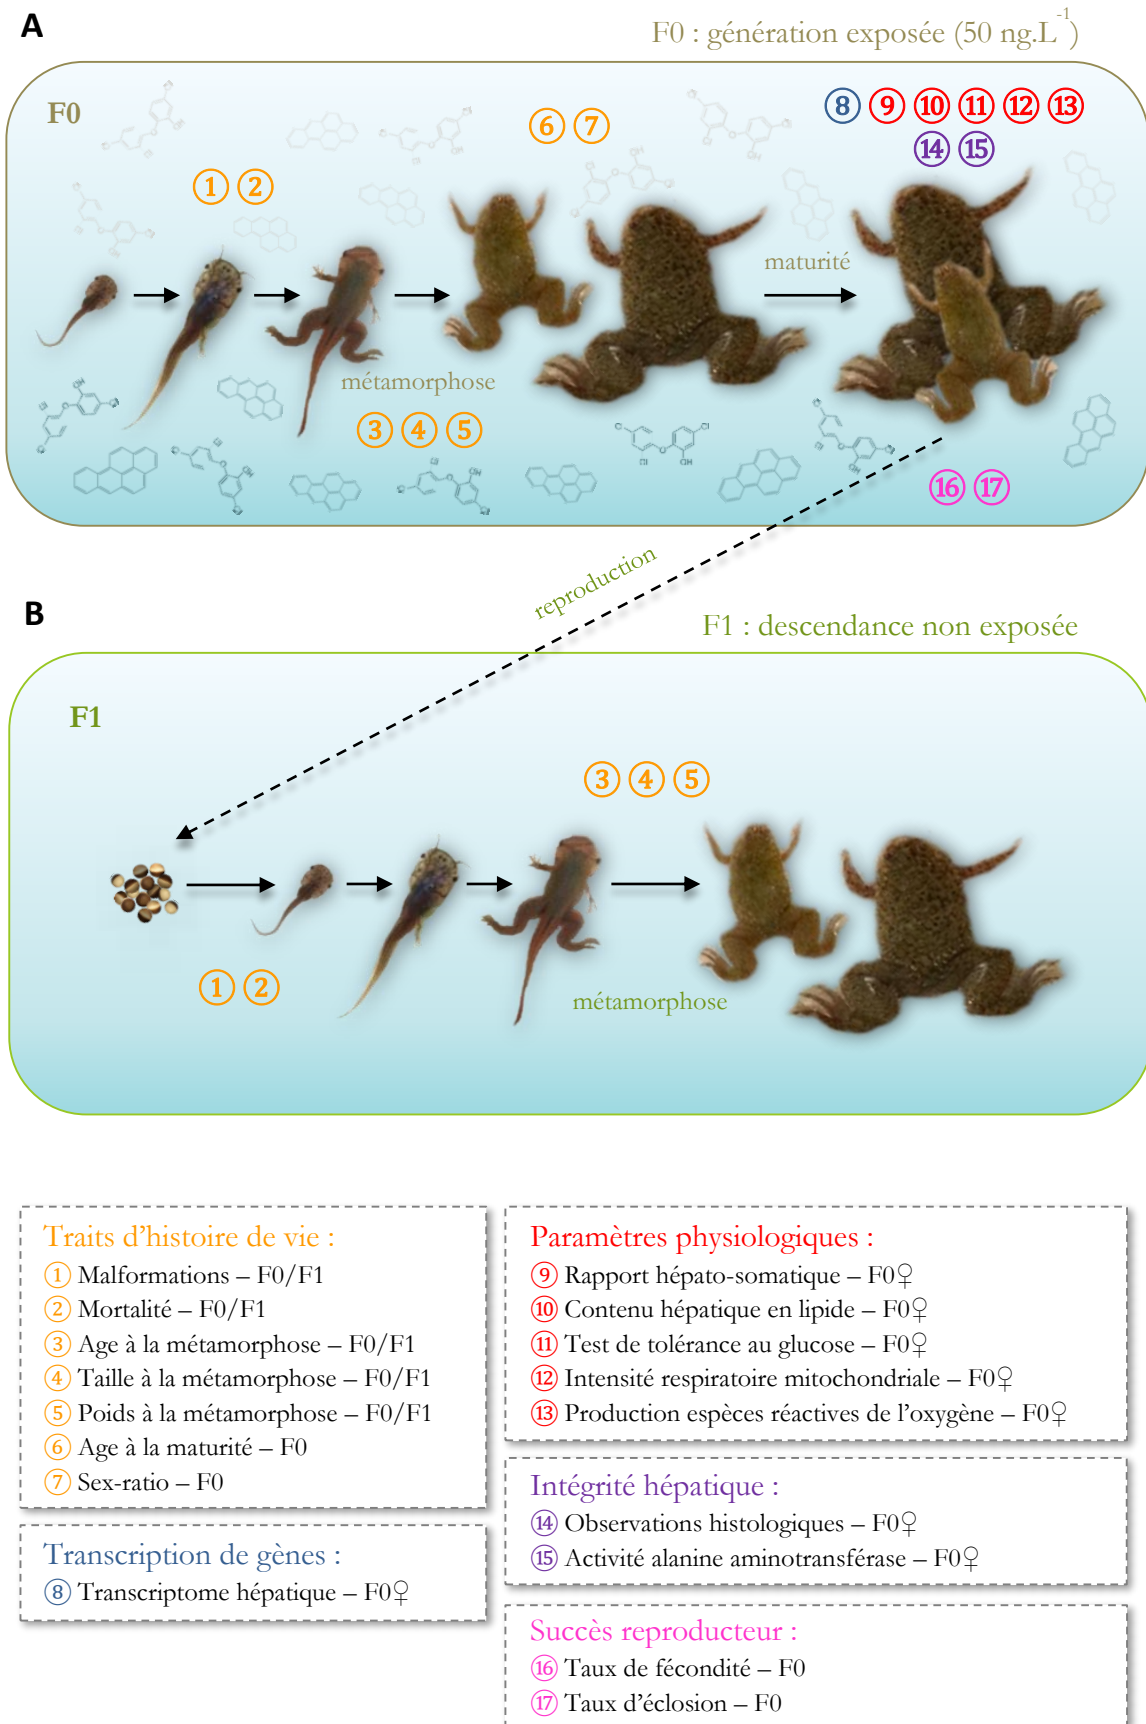 A
F0 : génération exposée (50 ng.L-1)
F0
① ②
⑥ ⑦
⑧ ⑨ ⑩ ⑪ ⑫ ⑬
⑭ ⑮
maturité
métamorphose
③ ④ ⑤
⑯ ⑰
reproduction
B
F1 : descendance non exposée
F1
③ ④ ⑤
① ②
métamorphose
Traits d’histoire de vie :
① Malformations – F0/F1
② Mortalité – F0/F1
③ Age à la métamorphose – F0/F1
④ Taille à la métamorphose – F0/F1
⑤ Poids à la métamorphose – F0/F1
⑥ Age à la maturité – F0
⑦ Sex-ratio – F0
Transcription de gènes :
⑧ Transcriptome hépatique – F0♀
Paramètres physiologiques :
⑨ Rapport hépato-somatique – F0♀
⑩ Contenu hépatique en lipide – F0♀
⑪ Test de tolérance au glucose – F0♀
⑫ Intensité respiratoire mitochondriale – F0♀
⑬ Production espèces réactives de l’oxygène – F0♀
Intégrité hépatique :
⑭ Observations histologiques – F0♀
⑮ Activité alanine aminotransférase – F0♀
Succès reproducteur :
⑯ Taux de fécondité – F0
⑰ Taux d’éclosion – F0